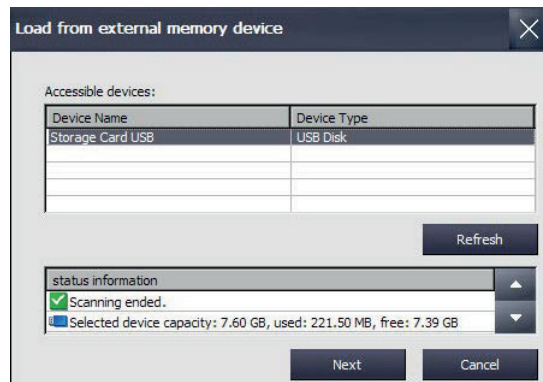 Load from external memory device
Accessible devices:
Device Name Device Type
Storage Card USB USB Disk
Refresh
status information
Scanning ended.
Selected device capacity: 7.60 GB, used: 221.50 MB, free: 7.39 GB
Next Cancel